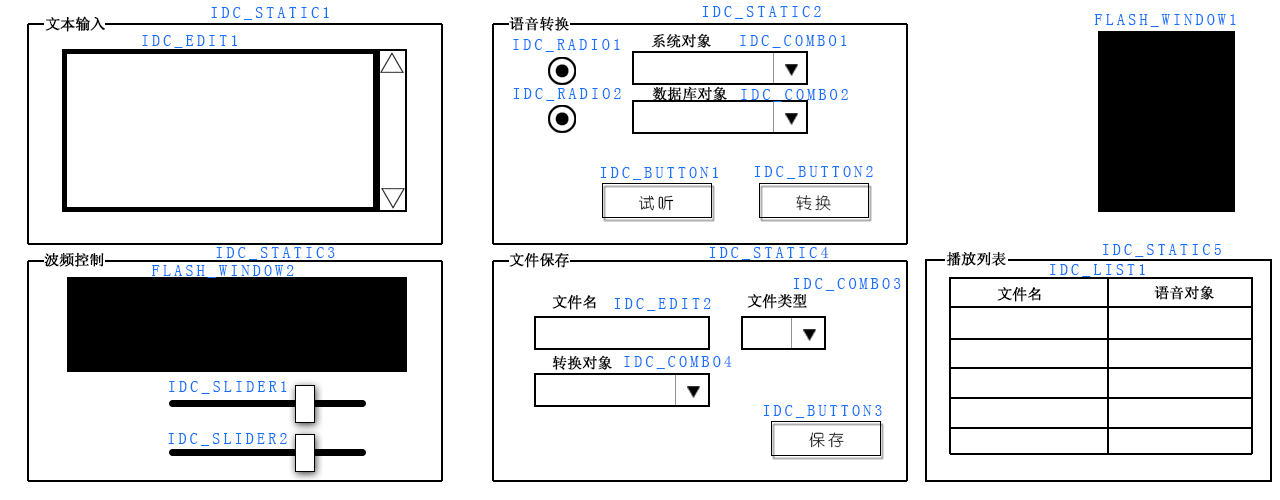 IDC_STATIC1
文本输入
IDC_EDIT1
IDC_STATIC2
语音转换
IDC_RADIO1
系统对象
IDC_COMBO1
IDC_RADIO2
数据库对象
IDC_COMBO2
IDC_BUTTON1
试听
IDC_BUTTON2
转换
FLASH_WINDOW1
IDC_STATIC3
波频控制
FLASH_WINDOW2
IDC_SLIDER1
IDC_SLIDER2
IDC_STATIC4
文件保存
文件名
IDC_EDIT2
IDC_COMBO3
文件类型
转换对象
IDC_COMBO4
IDC_BUTTON3
保存
IDC_STATIC5
播放列表
IDC_LIST1
文件名
语音对象